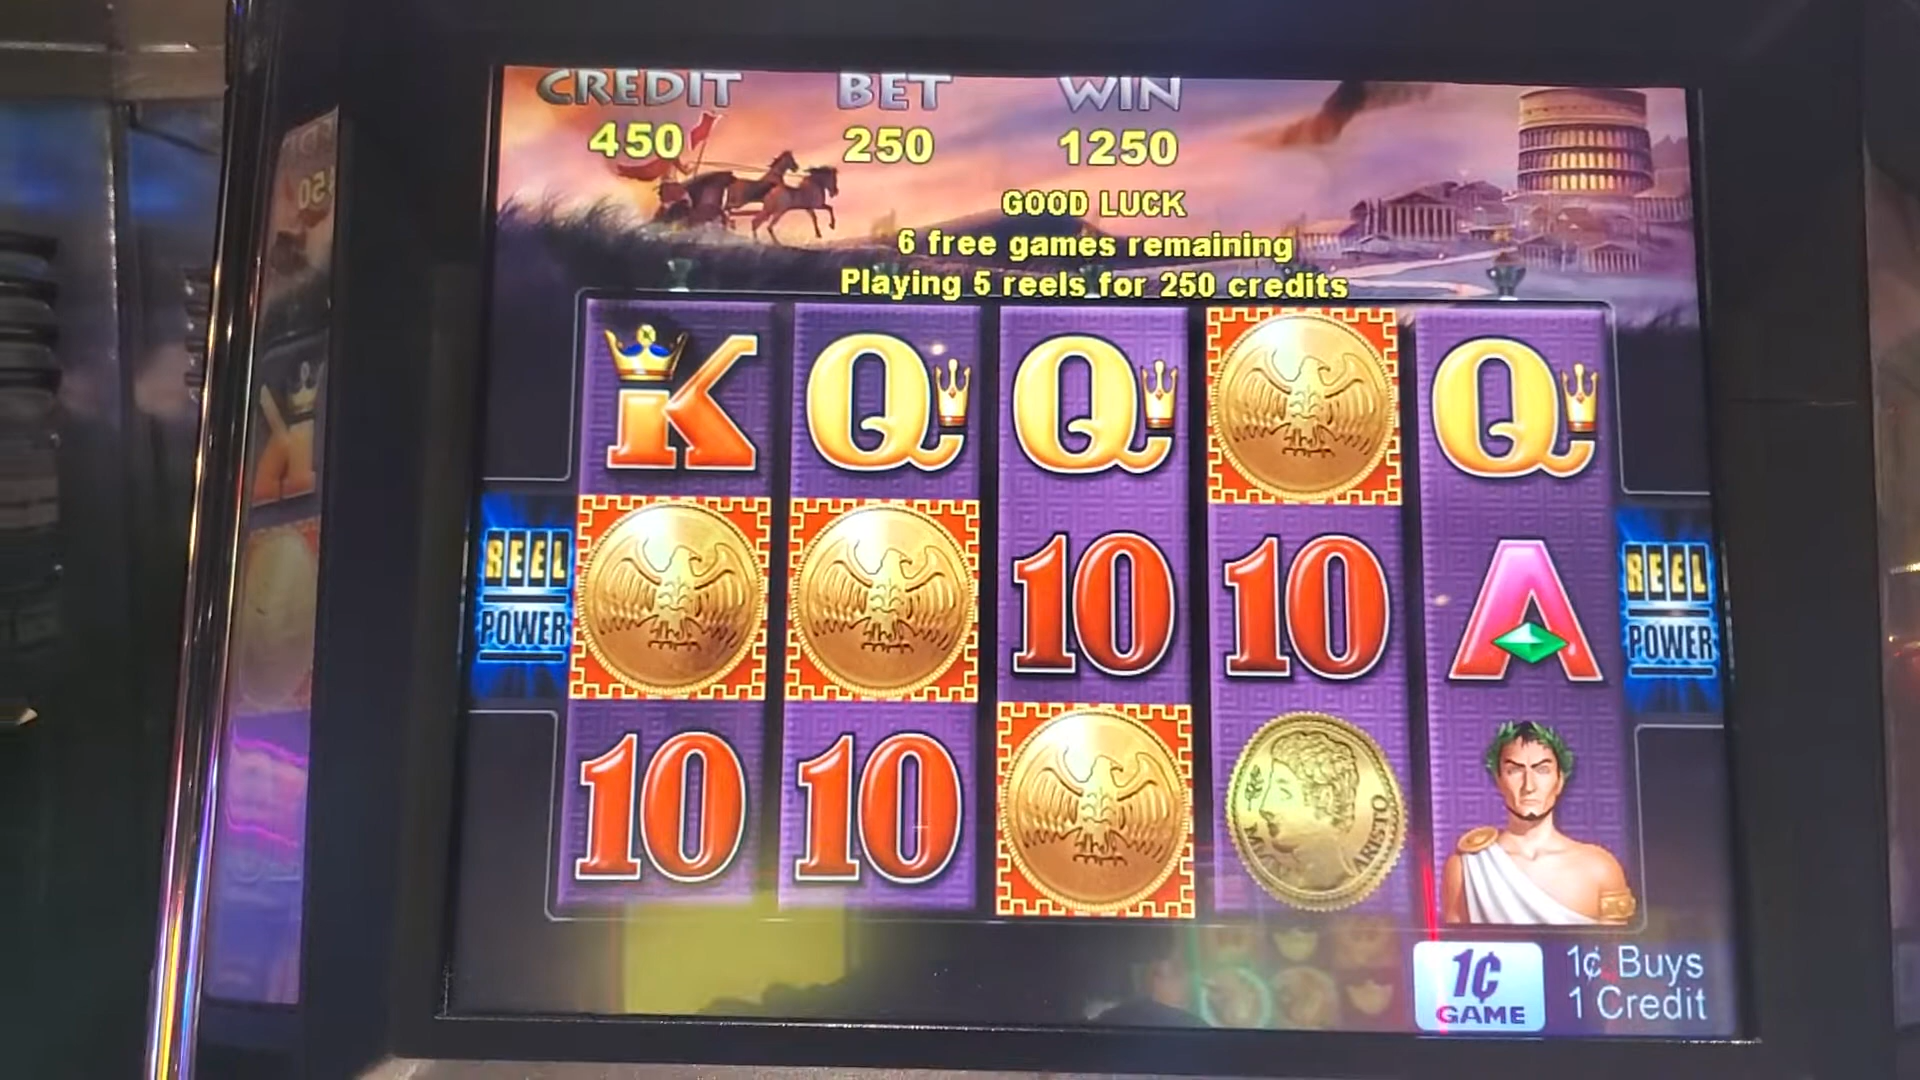 CREDIT BET WIN
450 250 1250
GOOD LUCK
6 free games remaining
Playing 5 reels for 250 credits
K Q Q Q
REEL
POWER
10 10 A
REEL
POWER
10 10
ARISTO
1¢
GAME
1¢ Buys
1 Credit